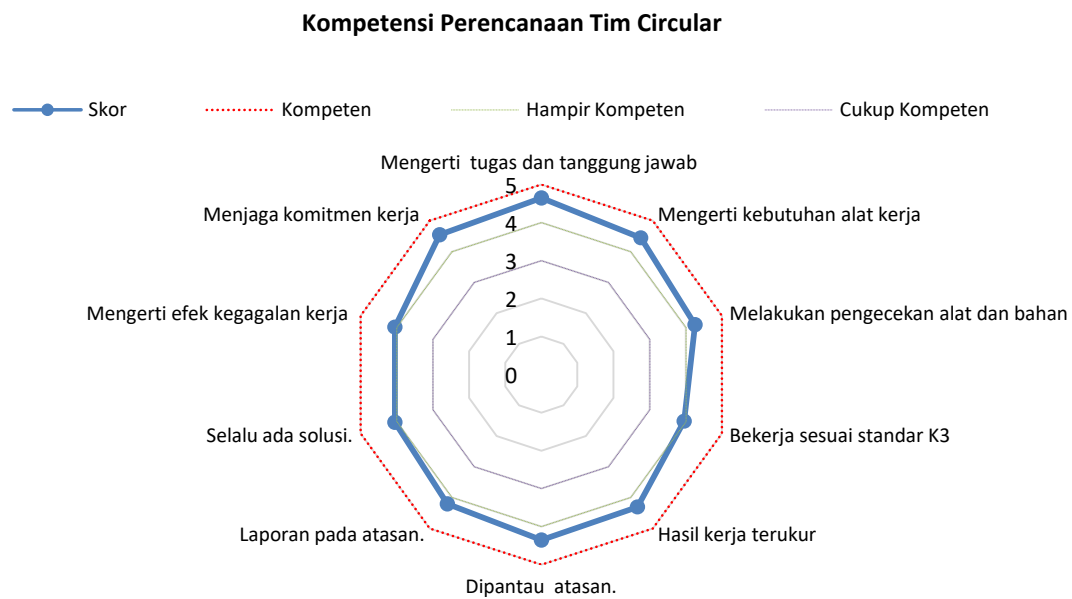 Kompetensi Perencanaan Tim Circular
Skor
Kompeten
Hampir Kompeten
Cukup Kompeten
Mengerti  tugas dan tanggung jawab
Mengerti kebutuhan alat kerja
Melakukan pengecekan alat dan bahan
Bekerja sesuai standar K3
Hasil kerja terukur
Dipantau  atasan.
Laporan pada atasan.
Selalu ada solusi.
Mengerti efek kegagalan kerja
Menjaga komitmen kerja
5
4
3
2
1
0